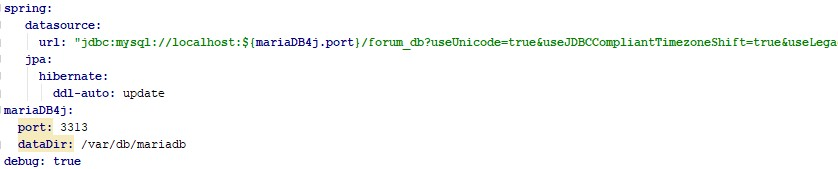 spring:
  datasource:
    url: "jdbc:mysql://localhost:${mariaDB4j.port}/forum_db?useUnicode=true&useJDBCCompliantTimezoneShift=true&useLega
  jpa:
    hibernate:
      ddl-auto: update
mariaDB4j:
  port: 3313
  dataDir: /var/db/mariadb
debug: true